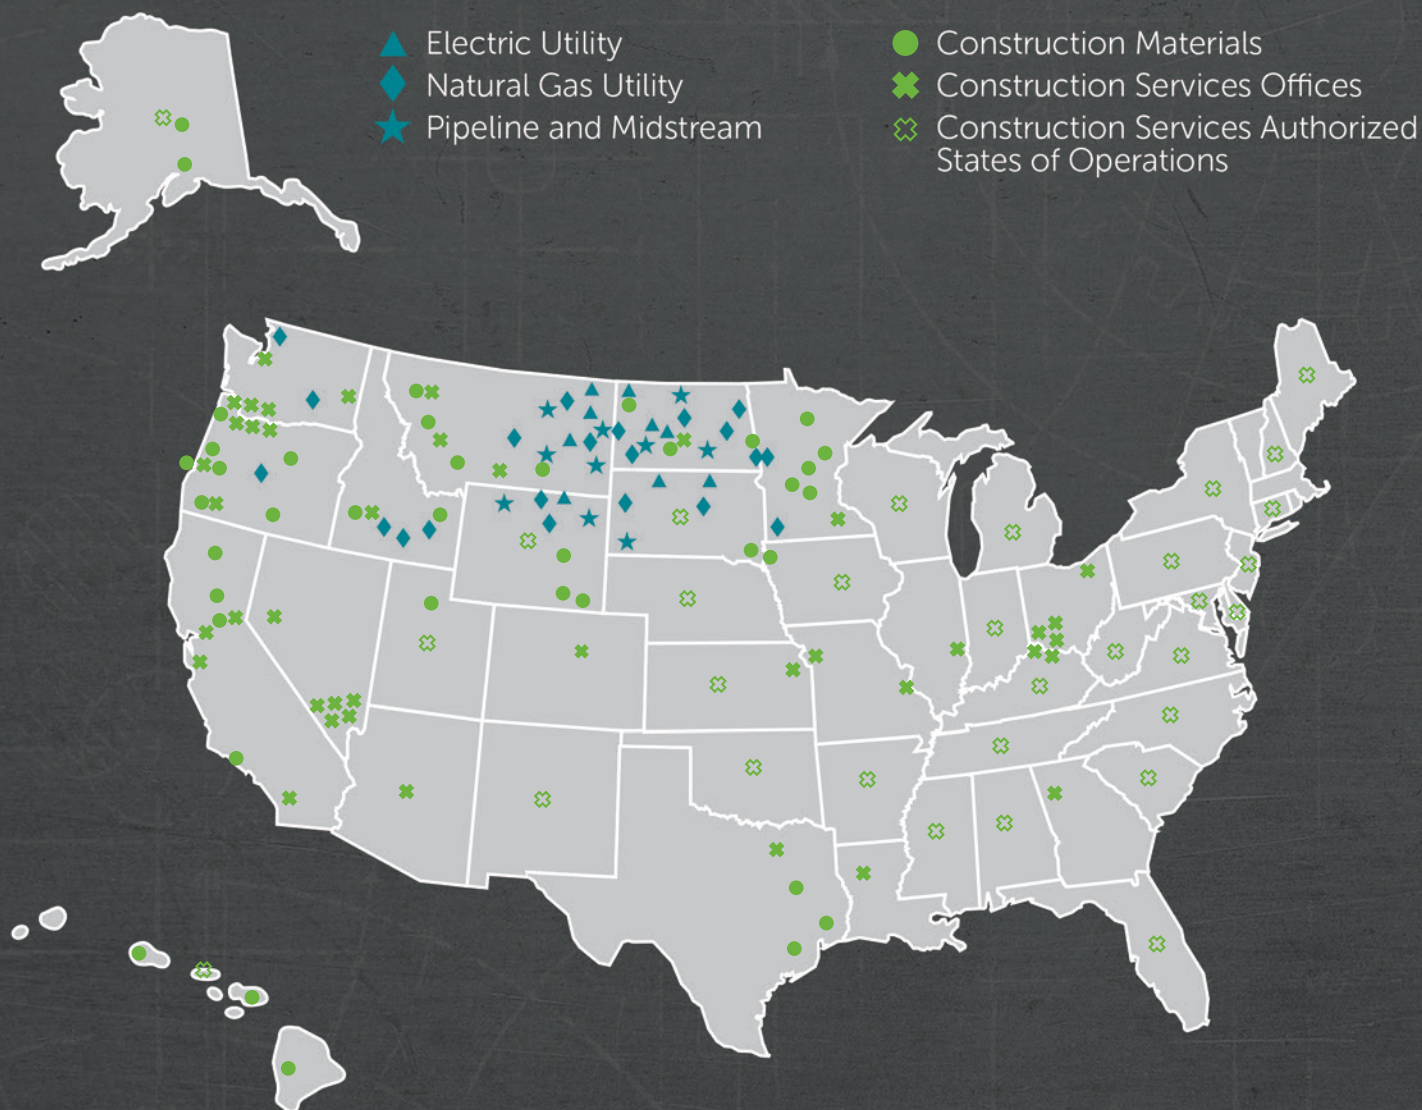 Electric Utility
Natural Gas Utility
Pipeline and Midstream
Construction Materials
Construction Services Offices
Construction Services Authorized
States of Operations